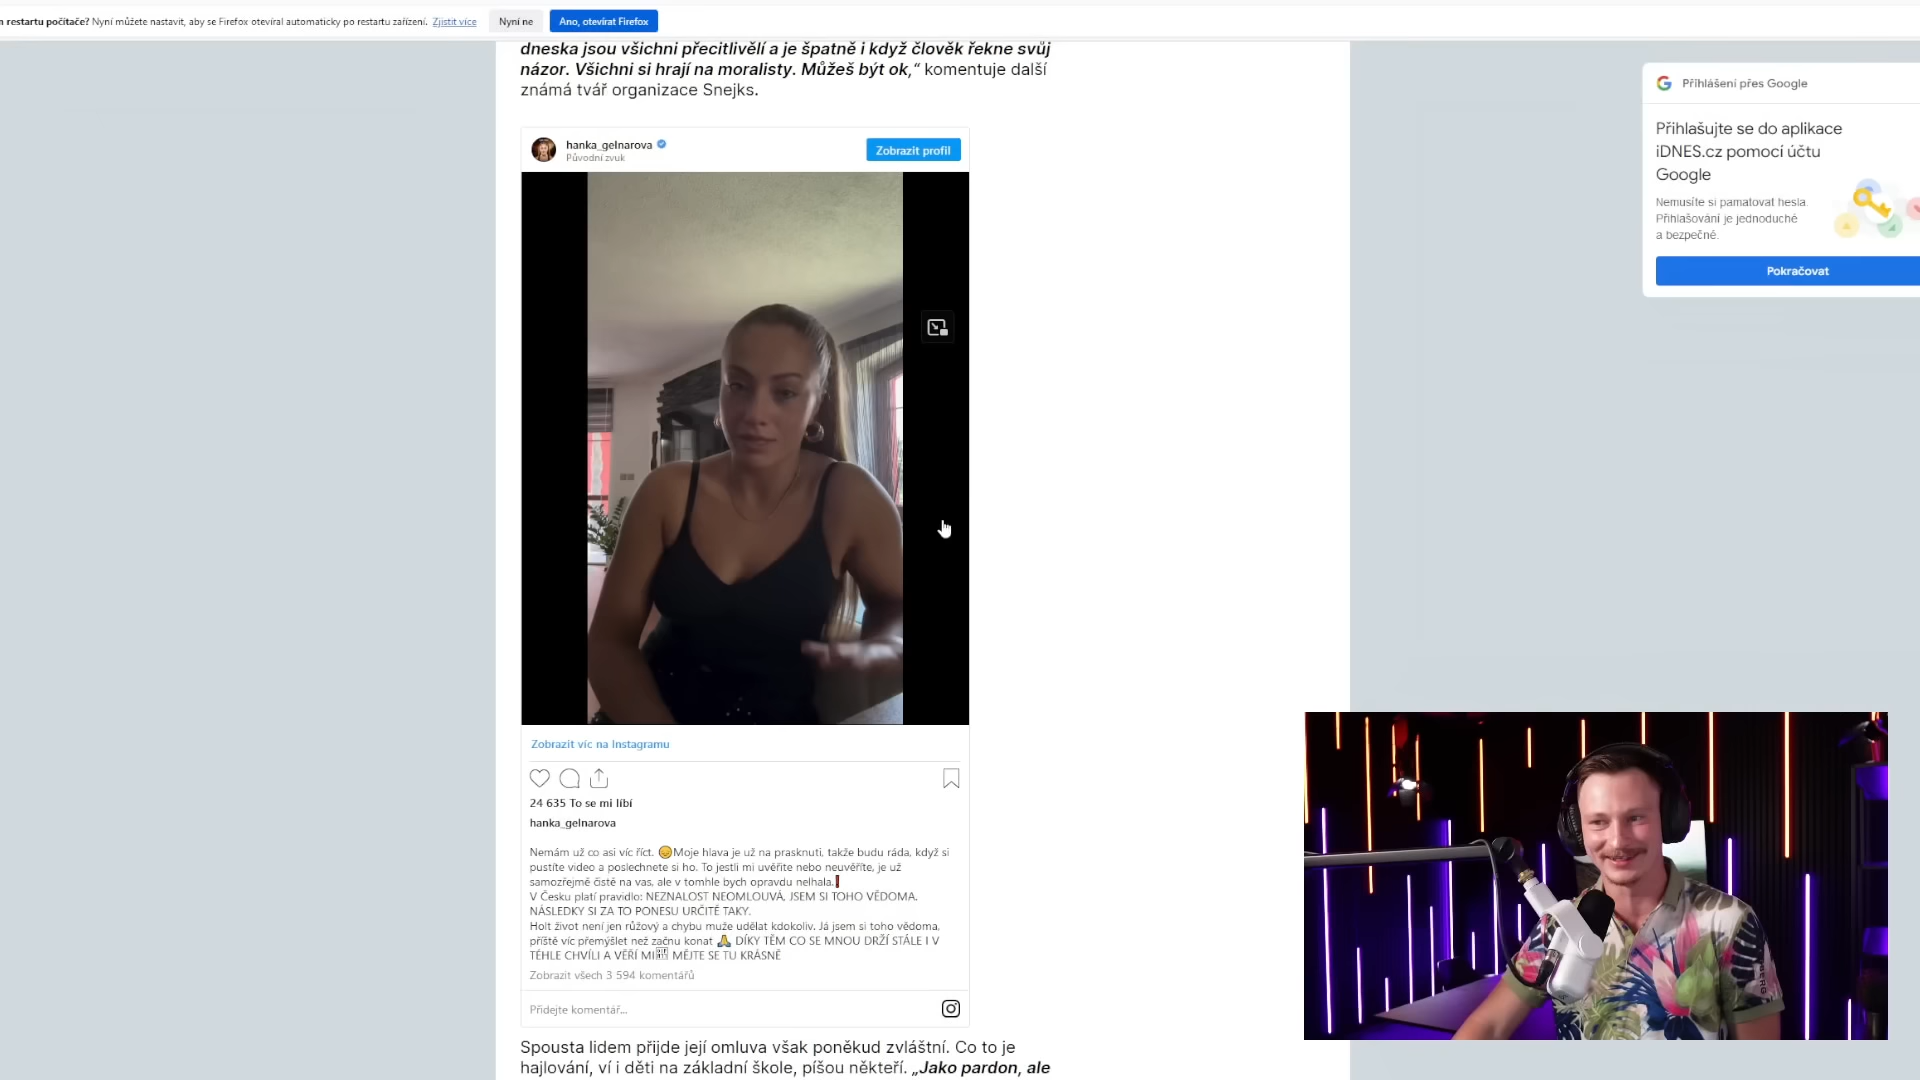 m restartu počítače? Nyní můžete nastavit, aby se Firefox otevíral automaticky po restartu zařízení. Zjistit více Nyní ne Ano, otevírat Firefox
dneska jsou všichni přecitlivělí a je špatně i když člověk řekne svůj
názor. Všichni si hrají na moralisty. Můžeš být ok,“ komentuje další
známá tvář organizace Snejks.
hanka_gelnarova
Původní zvuk
Zobrazit profil
Zobrazit víc na Instagramu
24 635 To se mi líbí
hanka_gelnarova
Nemám už co asi víc říct. 😔Moje hlava je už na prasknuti, takže budu ráda, když si
pustíte video a poslechnete si ho. To jestli mi uvěříte nebo neuvěříte, je už
samozřejmě čistě na vas, ale v tomhle bych opravdu nelhala.❗
V Česku platí pravidlo: NEZNALOST NEOMLOUVÁ. JSEM SI TOHO VĚDOMA.
NÁSLEDKY SI ZA TO PONESU URČITĚ TAKY.
Holt život není jen růžový a chybu muže udělat kdokoliv. Já jsem si toho vědoma,
příště víc přemýšlet než začnu konat 🙏 DÍKY TĚM CO SE MNOU DRŽÍ STÁLE I V
TÉHLE CHVÍLI A VĚŘÍ MI MĚJTE SE TU KRÁSNĚ
Zobrazit všech 3 594 komentářů
Přidejte komentář...
Spousta lidem přijde její omluva však poněkud zvláštní. Co to je
hajlování, ví i děti na základní škole, píšou někteří. „Jako pardon, ale
Přihlášení přes Google
Přihlašujte se do aplikace
iDNES.cz pomocí účtu
Google
Nemusíte si pamatovat hesla.
Přihlašování je jednoduché
a bezpečné.
Pokračovat